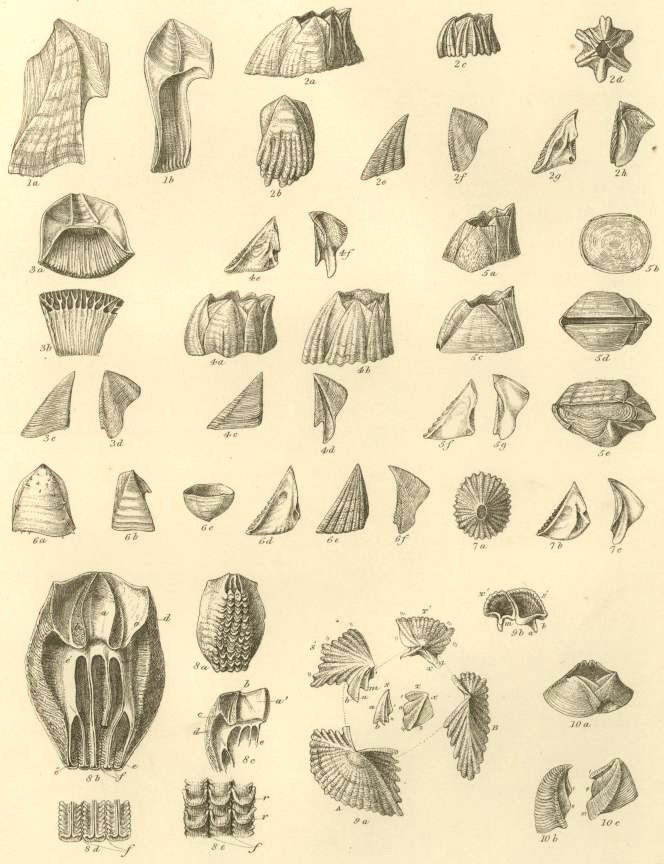 1a
1b
2a
2c
2d
2b
2e
2f
2g
2h
3a
4e
4f
5a
5b
3b
4a
4b
5c
5d
3c
3d
4c
4d
5f
5g
5e
6a
6b
6c
6d
6e
6f
7a
7b
7c
a
d
g
e
e
e
8b
f
8a
b
a'
c
d
e
8c
r
r
8d
f
8e
f
x'
s'
m
b
a
x
g
x
x
a
B
A
9a
x'
s'
m
9b
a
b
10a
10b
10c